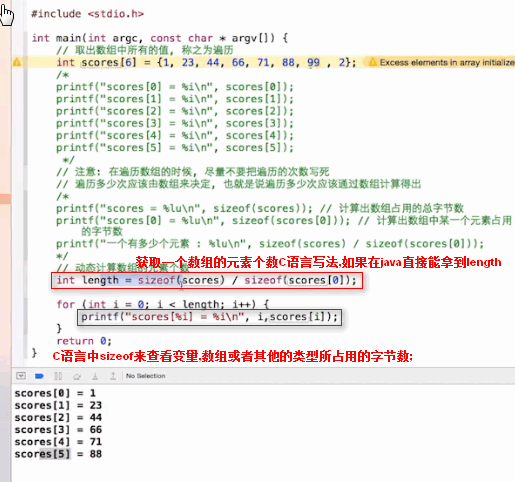 #include <stdio.h>
int main(int argc, const char * argv[]) {
// 取出数组中所有的值, 称之为遍历
int scores[6] = {1, 23, 44, 66, 71, 88, 99 , 2};
Excess elements in array initialize
/*
printf("scores[0] = %i\n", scores[0]);
printf("scores[1] = %i\n", scores[1]);
printf("scores[2] = %i\n", scores[2]);
printf("scores[3] = %i\n", scores[3]);
printf("scores[4] = %i\n", scores[4]);
printf("scores[5] = %i\n", scores[5]);
*/
// 注意: 在遍历数组的时候, 尽量不要把遍历的次数写死
// 遍历多少次应该由数组来决定, 也就是说遍历多少次应该通过数组计算得出
/*
printf("scores = %lu\n", sizeof(scores)); // 计算出数组占用的总字节数
printf("scores[0] = %lu\n", sizeof(scores[0])); // 计算出数组中某一个元素占用
的字节数
printf("一个有多少个元素 : %lu\n", sizeof(scores) / sizeof(scores[0]));
*/
获取一个数组的元素个数C语言写法,如果在java直接能拿到length
// 动态计算数组的元素个数
int length = sizeof(scores) / sizeof(scores[0]);
for (int i = 0; i < length; i++) {
printf("scores[%i] = %i\n", i,scores[i]);
}
return 0;
}
C语言中sizeof来查看变量,数组或者其他的类型所占用的字节数;
No Selection
scores[0] = 1
scores[1] = 23
scores[2] = 44
scores[3] = 66
scores[4] = 71
scores[5] = 88